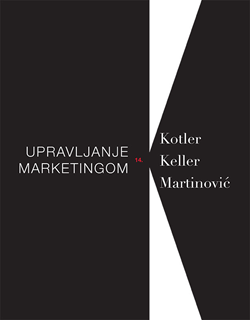 UPRAVLJANJE
MARKETINGOM
14.
Kotler
Keller
Martinović